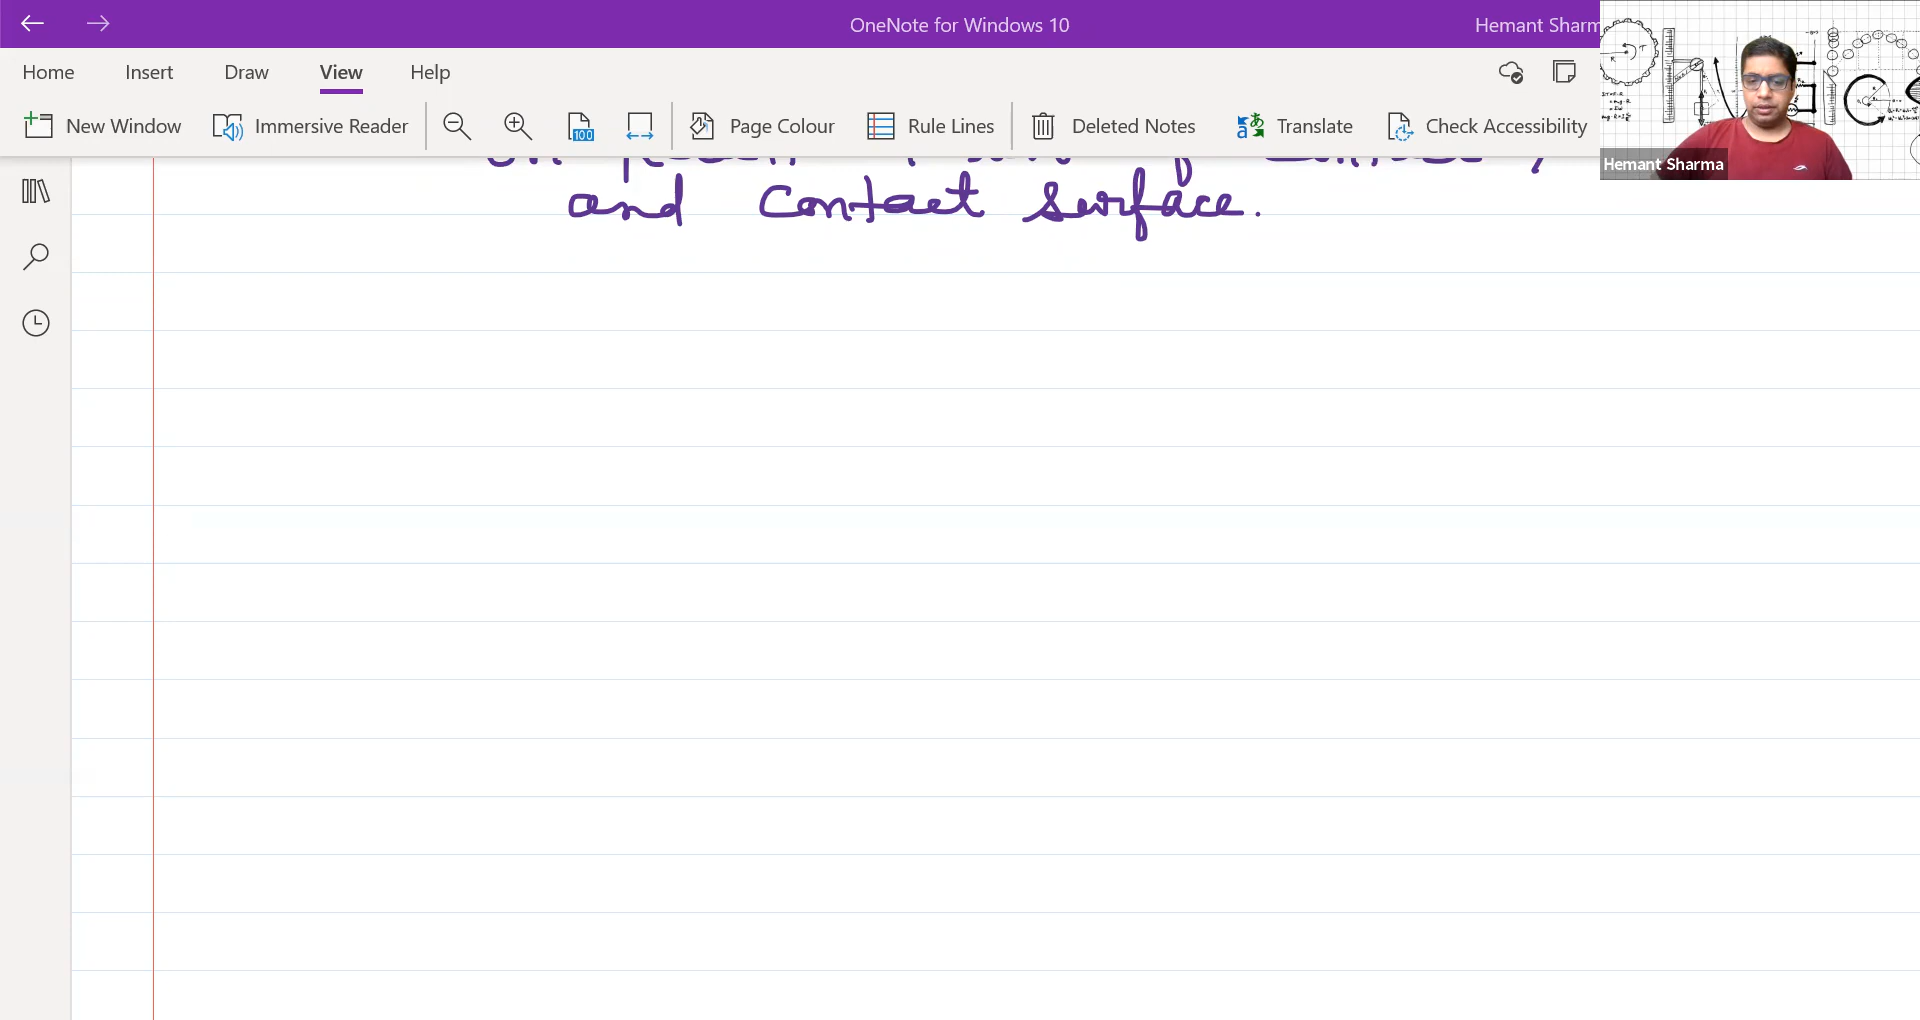 OneNote for Windows 10
Hemant Sharm
Home Insert Draw View Help
New Window Immersive Reader 100 Page Colour Rule Lines Deleted Notes Translate Check Accessibility
Hemant Sharma
and contact surface.